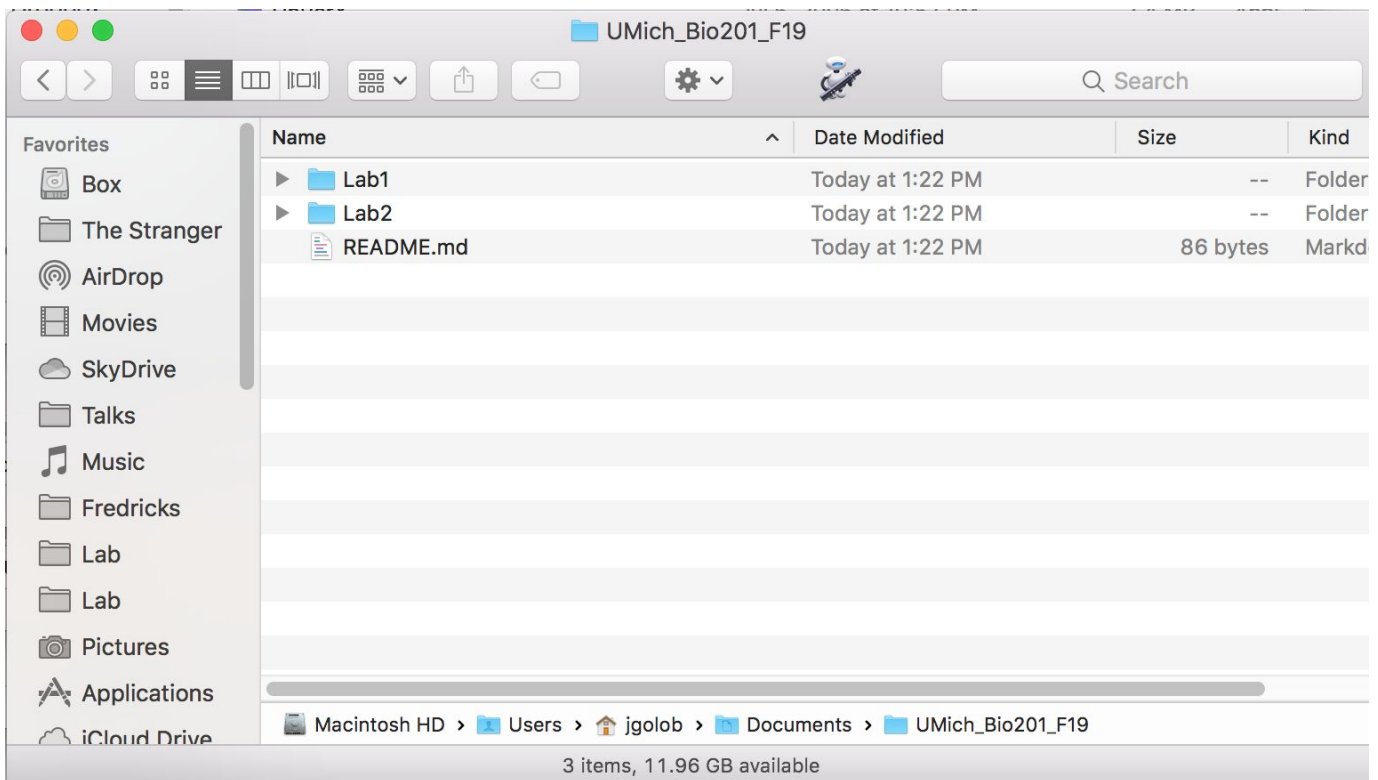 UMich_Bio201_F19
Search
Favorites
Box
The Stranger
AirDrop
Movies
SkyDrive
Talks
Music
Fredricks
Lab
Lab
Pictures
Applications
iCloud Drive
Name Date Modified Size Kind
Lab1 Today at 1:22 PM -- Folder
Lab2 Today at 1:22 PM -- Folder
README.md Today at 1:22 PM 86 bytes Markd
Macintosh HD > Users > jgolob > Documents > UMich_Bio201_F19
3 items, 11.96 GB available